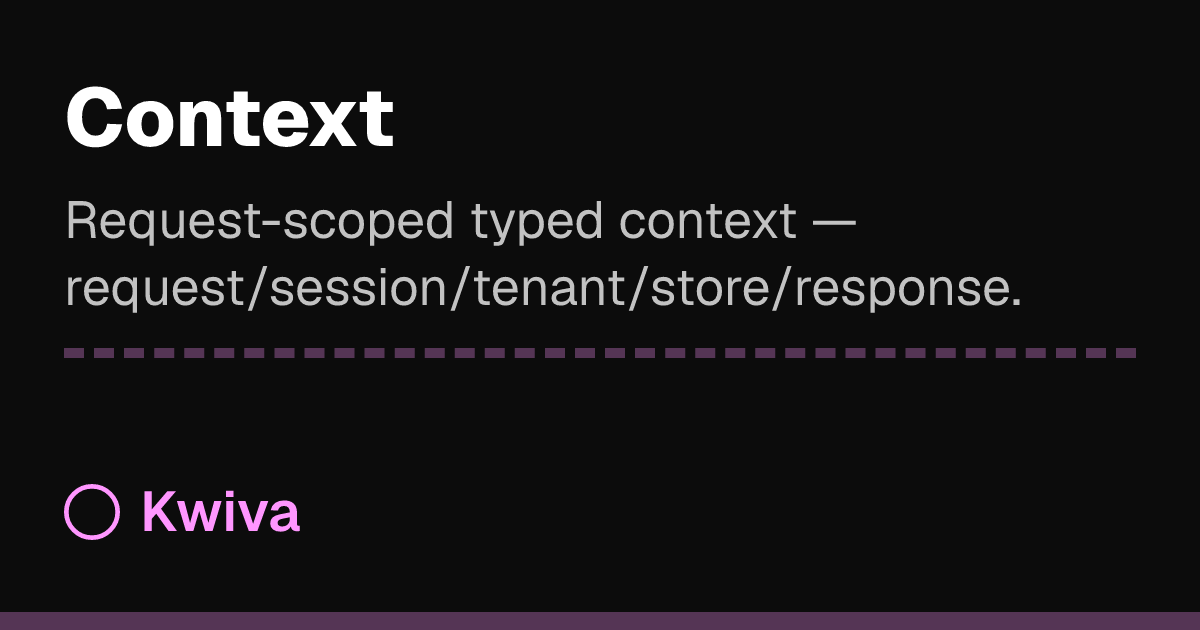 Context
Request-scoped typed context —
request/session/tenant/store/response.
Kwiva